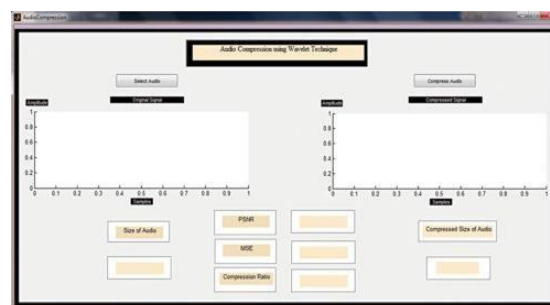 AudioCompression
Audio Compression using Wavelet Technique
Select Audio
Compress Audio
Original Signal
Compressed Signal
Amplitude
Amplitude
1
0.8
0.6
0.4
0.2
0
0 0.1 0.2 0.3 0.4 0.5 0.6 0.7 0.8 0.9 1
Samples
1
0.8
0.6
0.4
0.2
0
0 0.1 0.2 0.3 0.4 0.5 0.6 0.7 0.8 0.9 1
Samples
Size of Audio
PSNR
MSE
Compression Ratio
Compressed Size of Audio